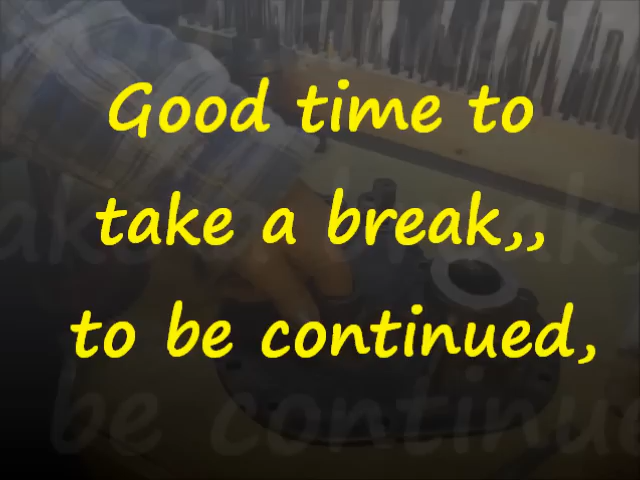 Good time to
take a break,,
to be continued,